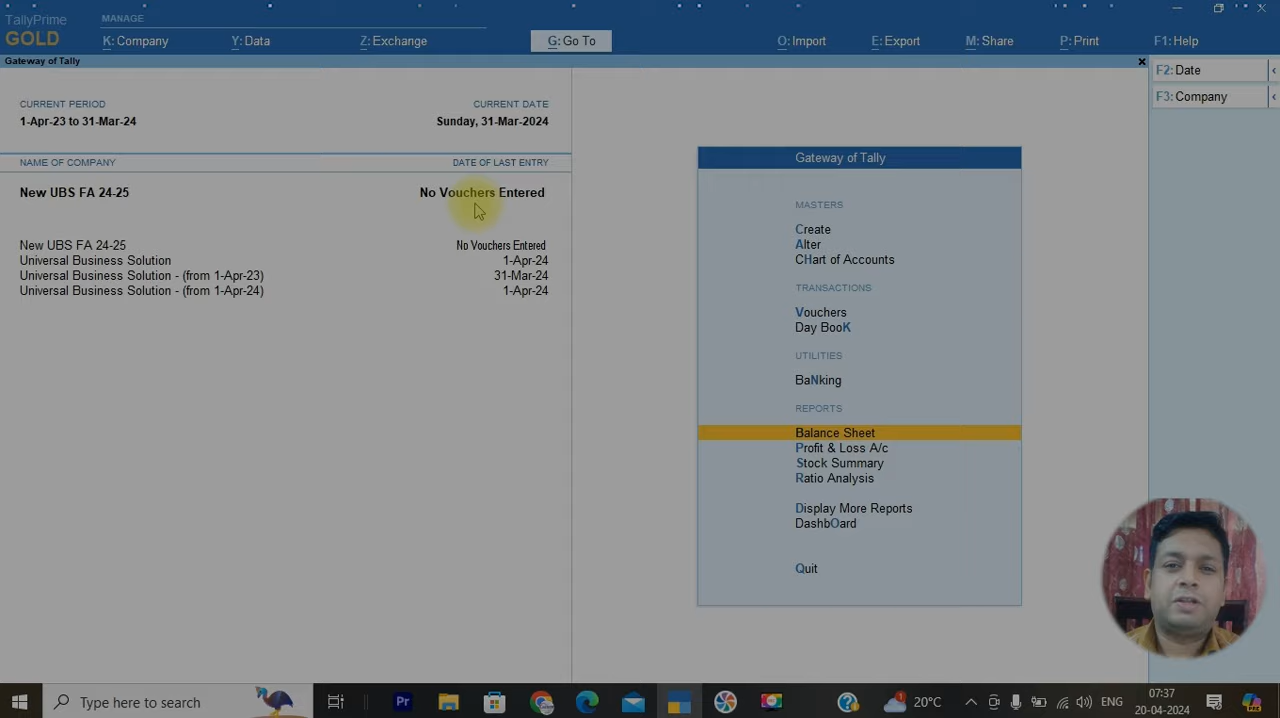 TallyPrime
GOLD
MANAGE
K: Company
Y: Data
Z: Exchange
G: Go To
O: Import
E: Export
M: Share
P: Print
F1: Help
Gateway of Tally
F2: Date
F3: Company
CURRENT PERIOD
CURRENT DATE
1-Apr-23 to 31-Mar-24
Sunday, 31-Mar-2024
NAME OF COMPANY
DATE OF LAST ENTRY
New UBS FA 24-25
No Vouchers Entered
New UBS FA 24-25
No Vouchers Entered
Universal Business Solution
1-Apr-24
Universal Business Solution - (from 1-Apr-23)
31-Mar-24
Universal Business Solution - (from 1-Apr-24)
1-Apr-24
Gateway of Tally
MASTERS
Create
Alter
CHart of Accounts
TRANSACTIONS
Vouchers
Day BooK
UTILITIES
BaNking
REPORTS
Balance Sheet
Profit & Loss A/c
Stock Summary
Ratio Analysis
Display More Reports
DashbOard
Quit
Type here to search
Pr
1
20°C
ENG
07:37
20-04-2024
PRE